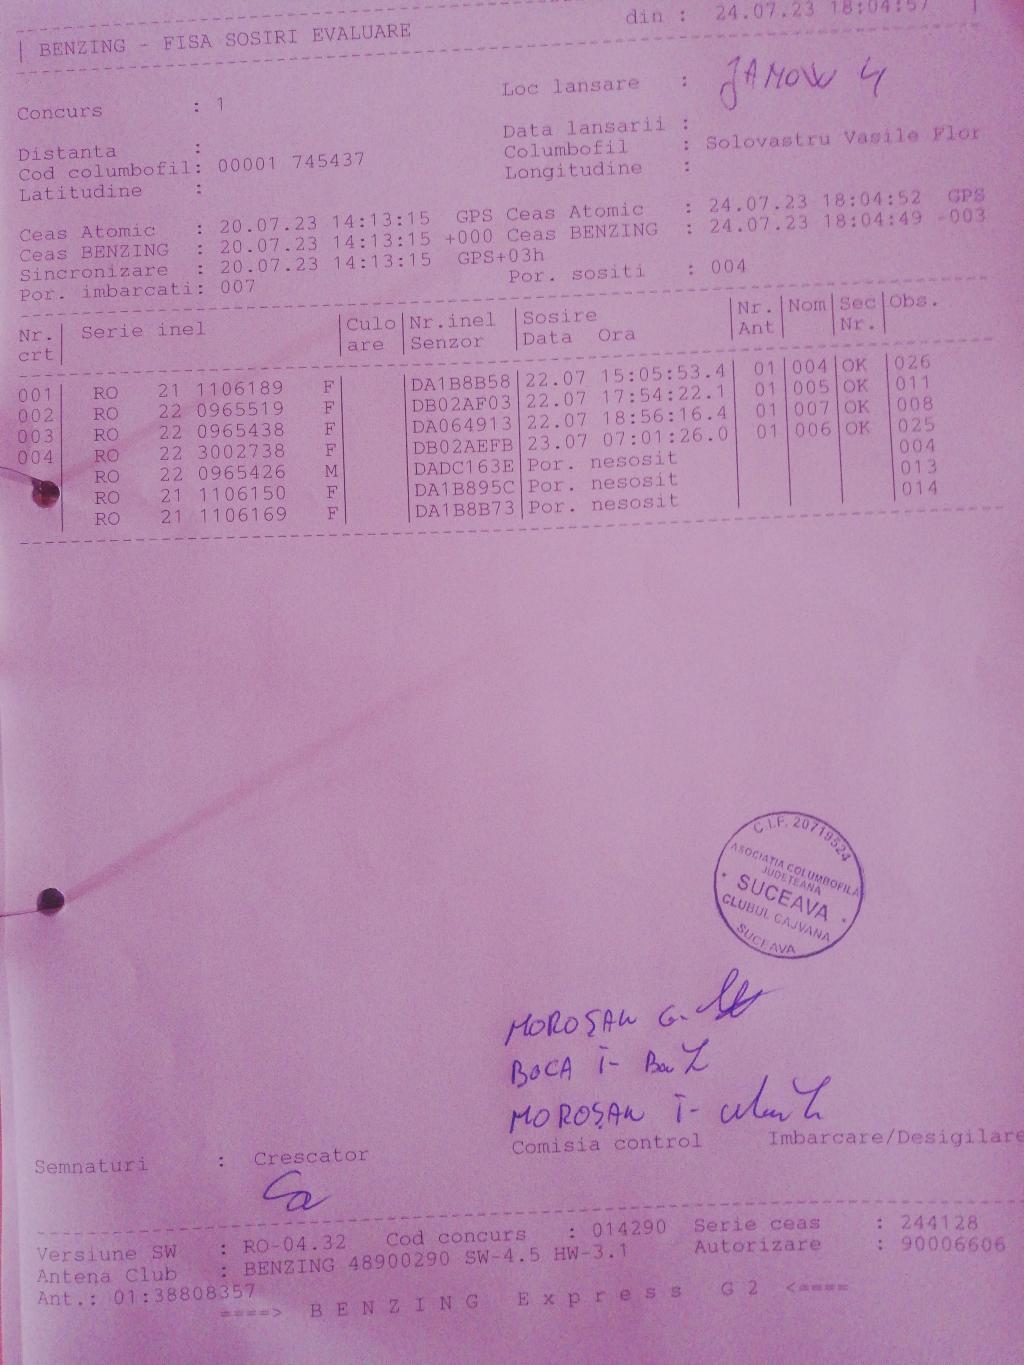 din : 24.07.23 18:04:57
BENZING - FISA SOSIRI EVALUARE
Concurs : 1 Loc lansare : JAMOW 4
Data lansarii :
Distanta : Columbofil : Solovastru Vasile Flor
Cod columbofil: 00001 745437 Longitudine :
Latitudine :
Ceas Atomic : 20.07.23 14:13:15 GPS Ceas Atomic : 24.07.23 18:04:52 GPS
Ceas BENZING : 20.07.23 14:13:15 +000 Ceas BENZING : 24.07.23 18:04:49 -003
Sincronizare : 20.07.23 14:13:15 GPS+03h
Por. imbarcati: 007 Por. sositi : 004
Nr. Serie inel Culo Nr.inel Sosire Nr. Nom Sec Obs.
crt are Senzor Data Ora Ant Nr.
001 RO 21 1106189 F DA1B8B58 22.07 15:05:53.4 01 004 OK 026
002 RO 22 0965519 F DB02AF03 22.07 17:54:22.1 01 005 OK 011
003 RO 22 0965438 F DA064913 22.07 18:56:16.4 01 007 OK 008
004 RO 22 3002738 F DB02AEFB 23.07 07:01:26.0 01 006 OK 025
RO 22 0965426 M DADC163E Por. nesosit 004
RO 21 1106150 F DA1B895C Por. nesosit 013
RO 21 1106169 F DA1B8B73 Por. nesosit 014
C.I.F. 20719524
ASOCIATIA COLUMBOFILA
JUDETEANA
SUCEAVA
CLUBUL CAJVANA
SUCEAVA
MOROȘAN G.
BOCA I-
MOROȘAN I-
Semnaturi : Crescator Comisia control Imbarcare/Desigilare
Versiune SW : RO-04.32 Cod concurs : 014290 Serie ceas : 244128
Antena Club : BENZING 48900290 SW-4.5 HW-3.1 Autorizare : 90006606
Ant.: 01:38808357
====> B E N Z I N G E x p r e s s G 2 <====